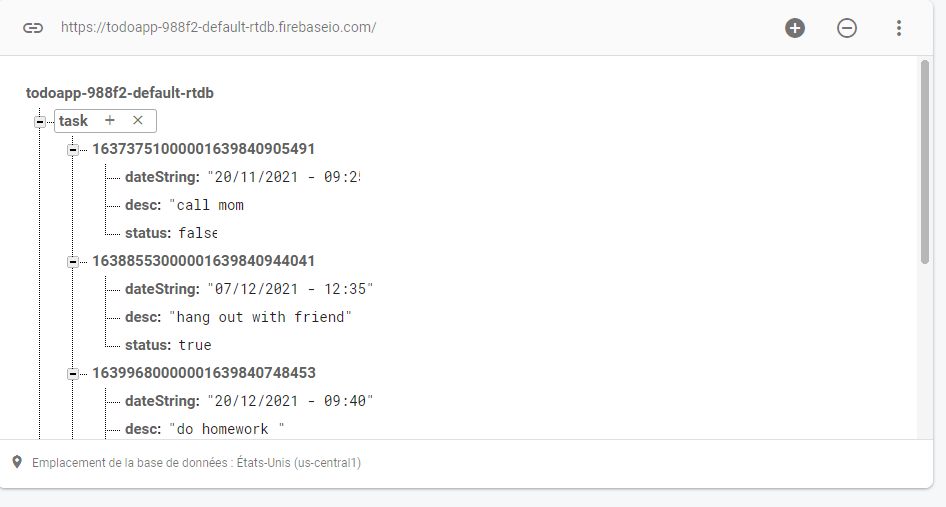 https://todoapp-988f2-default-rtdb.firebaseio.com/
todoapp-988f2-default-rtdb
task + ×
16373751000001639840905491
dateString: "20/11/2021 - 09:25
desc: "call mom
status: false
16388553000001639840944041
dateString: "07/12/2021 - 12:35"
desc: "hang out with friend"
status: true
16399680000001639840748453
dateString: "20/12/2021 - 09:40"
desc: "do homework "
Emplacement de la base de données : États-Unis (us-central1)